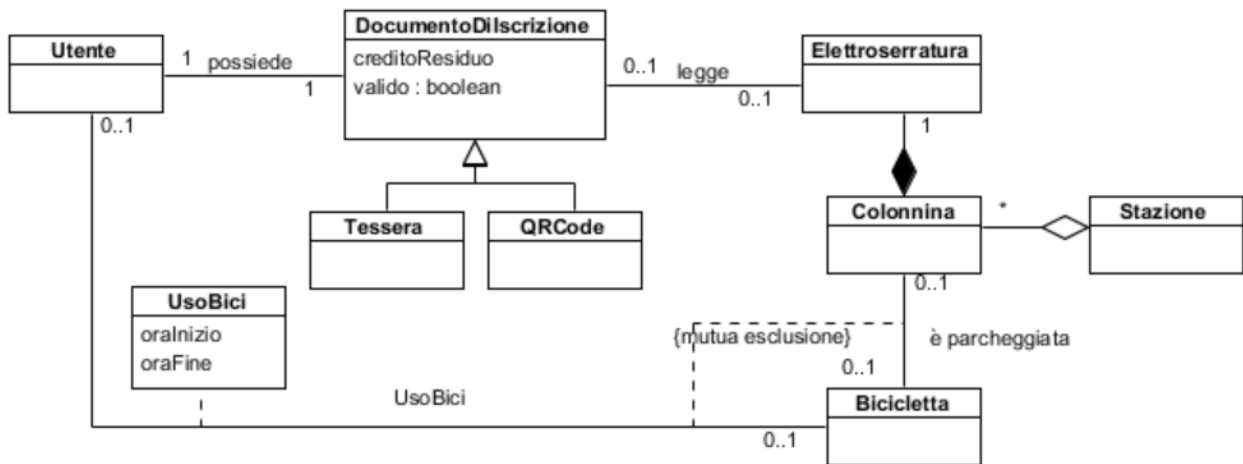 Utente
0..1
1
possiede
1
DocumentoDiIscrizione
creditoResiduo
valido : boolean
0..1
legge
0..1
Elettroserratura
1
Tessera
QRCode
Colonnina
0..1
*
Stazione
UsoBici
oraInizio
oraFine
UsoBici
{mutua esclusione}
è parcheggiata
0..1
0..1
Bicicletta